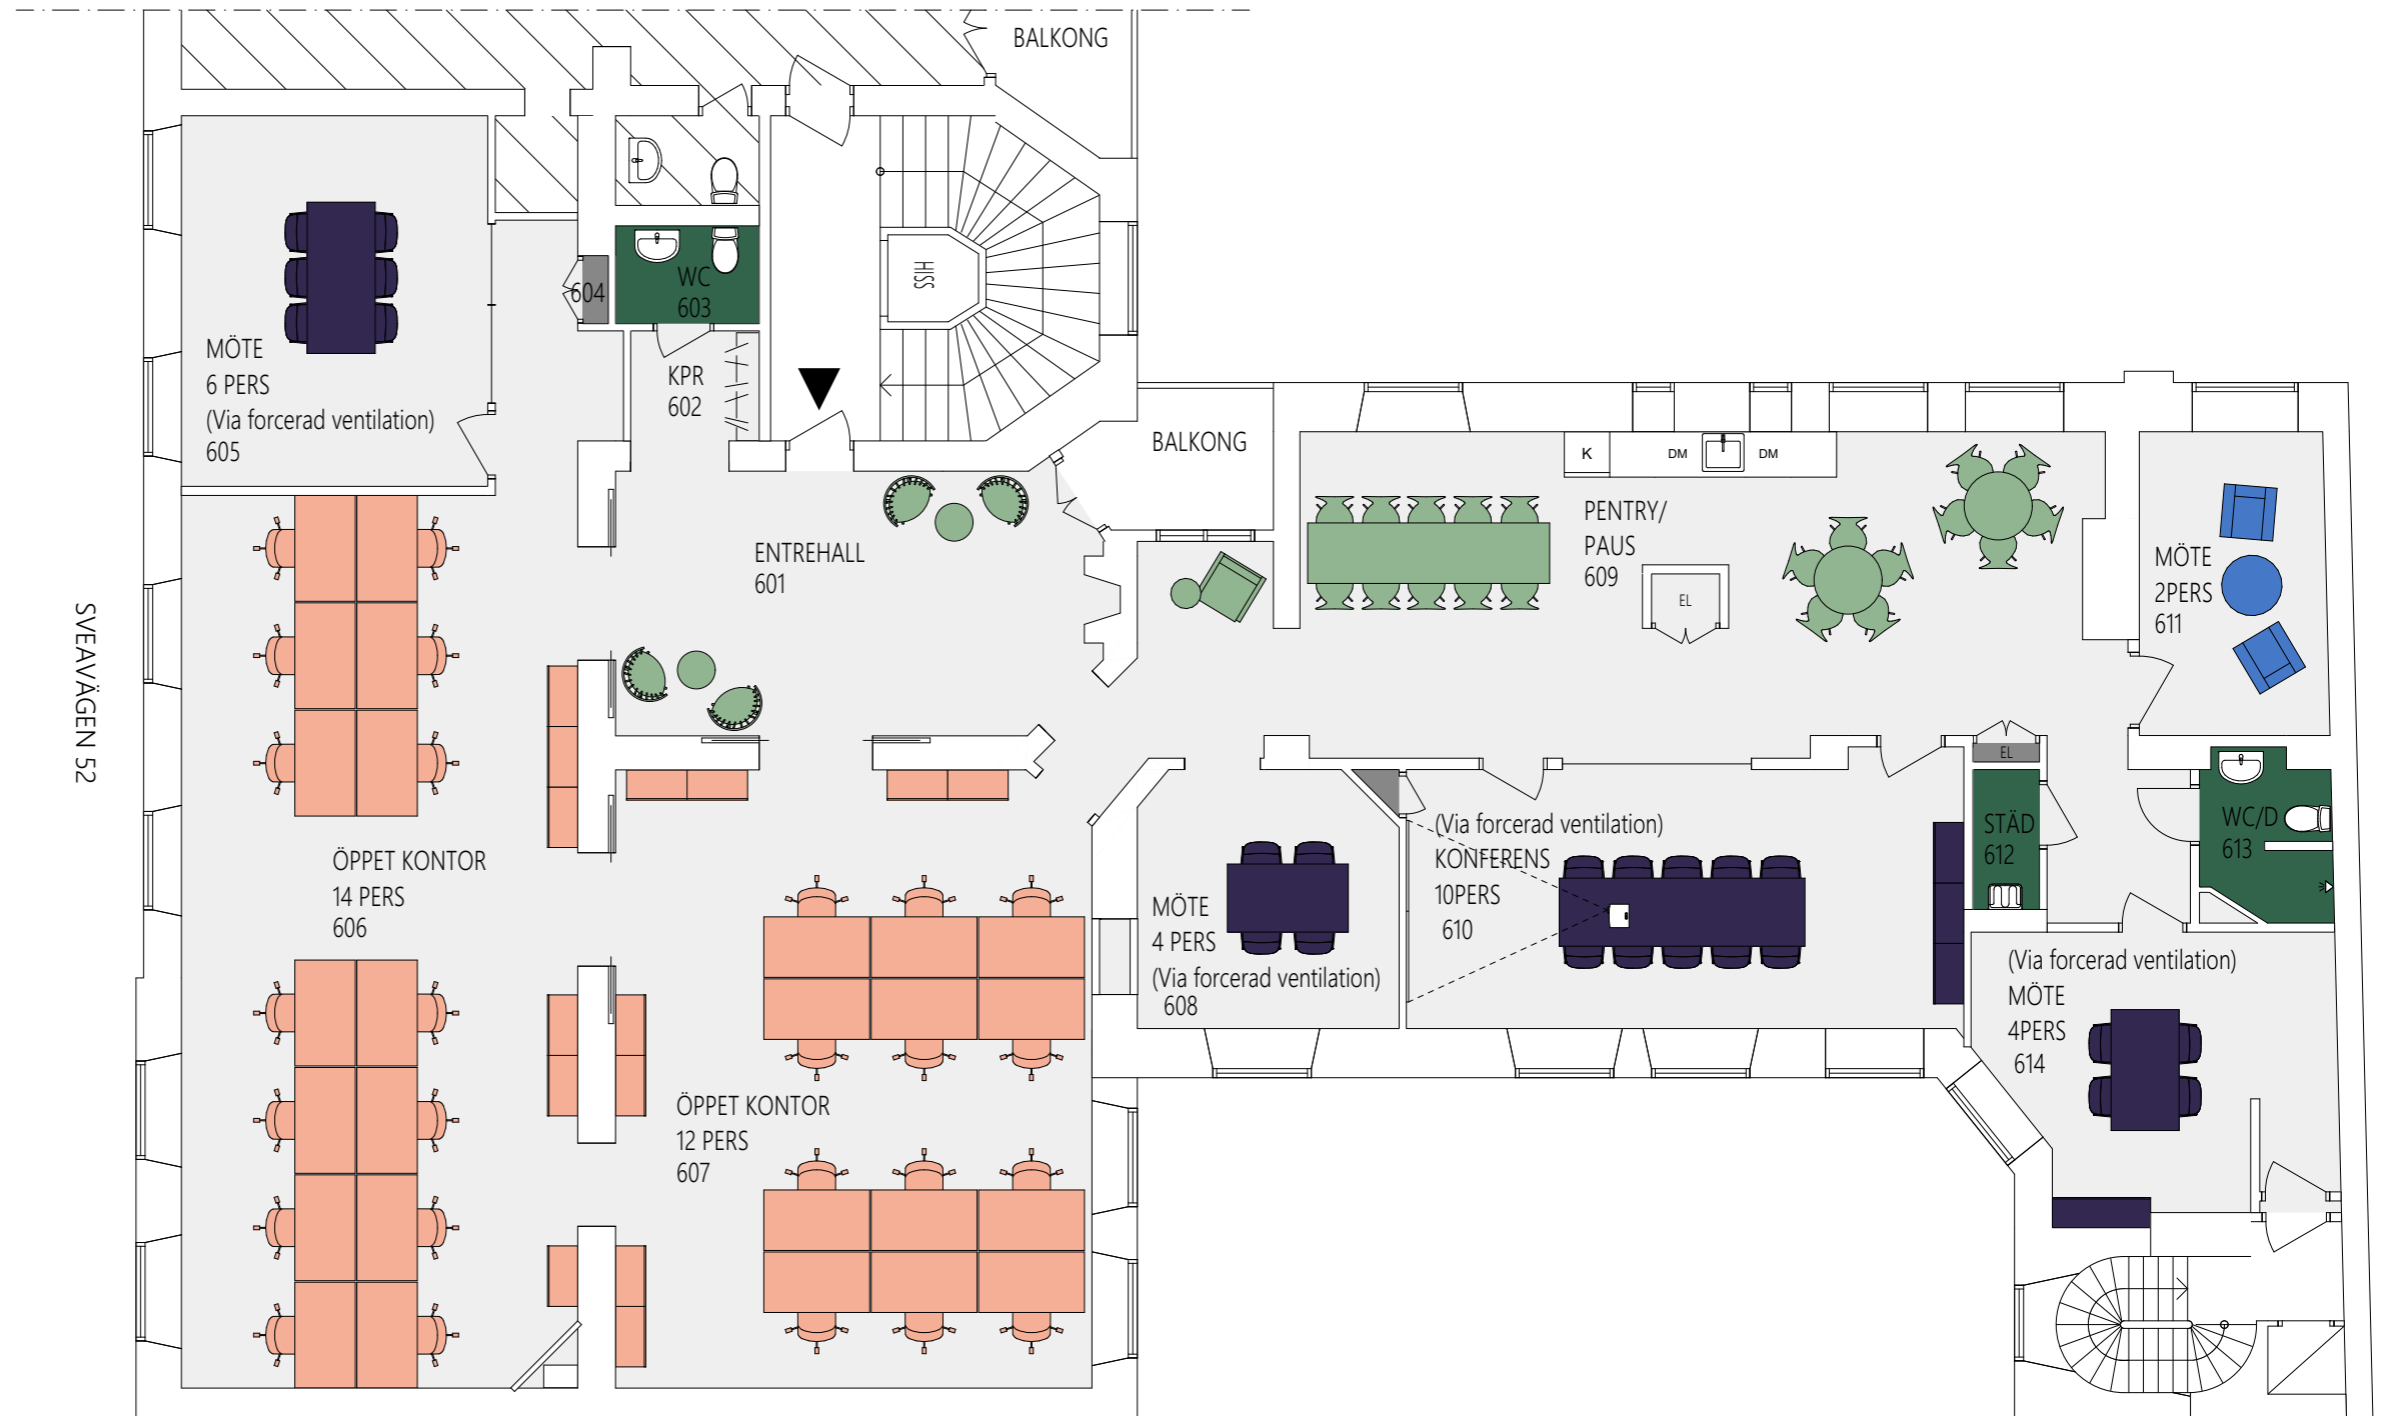 BALKONG
HISS
WC
603
604
MÖTE
6 PERS
(Via forcerad ventilation)
605
KPR
602
BALKONG
K
DM
DM
PENTRY/
PAUS
609
EL
ENTREHALL
601
MÖTE
2PERS
611
SVEAVÄGEN 52
EL
STÄD
612
WC/D
613
ÖPPET KONTOR
14 PERS
606
(Via forcerad ventilation)
KONFERENS
10PERS
610
MÖTE
4 PERS
(Via forcerad ventilation)
608
(Via forcerad ventilation)
MÖTE
4PERS
614
ÖPPET KONTOR
12 PERS
607